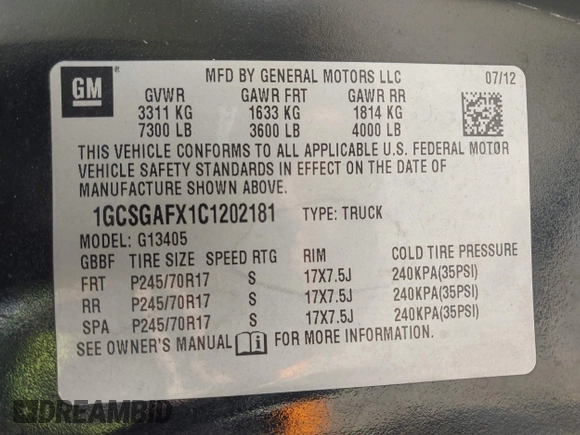 GM ® MFD BY GENERAL MOTORS LLC 07/12
GVWR GAWR FRT GAWR RR
3311 KG 1633 KG 1814 KG
7300 LB 3600 LB 4000 LB
THIS VEHICLE CONFORMS TO ALL APPLICABLE U.S. FEDERAL MOTOR
VEHICLE SAFETY STANDARDS IN EFFECT ON THE DATE OF
MANUFACTURE SHOWN ABOVE.
1GCSGAFX1C1202181 TYPE: TRUCK
MODEL: G13405
GBBF TIRE SIZE SPEED RTG RIM COLD TIRE PRESSURE
FRT P245/70R17 S 17X7.5J 240KPA(35PSI)
RR P245/70R17 S 17X7.5J 240KPA(35PSI)
SPA P245/70R17 S 17X7.5J 240KPA(35PSI)
SEE OWNER'S MANUAL FOR MORE INFORMATION.
DREAMBID